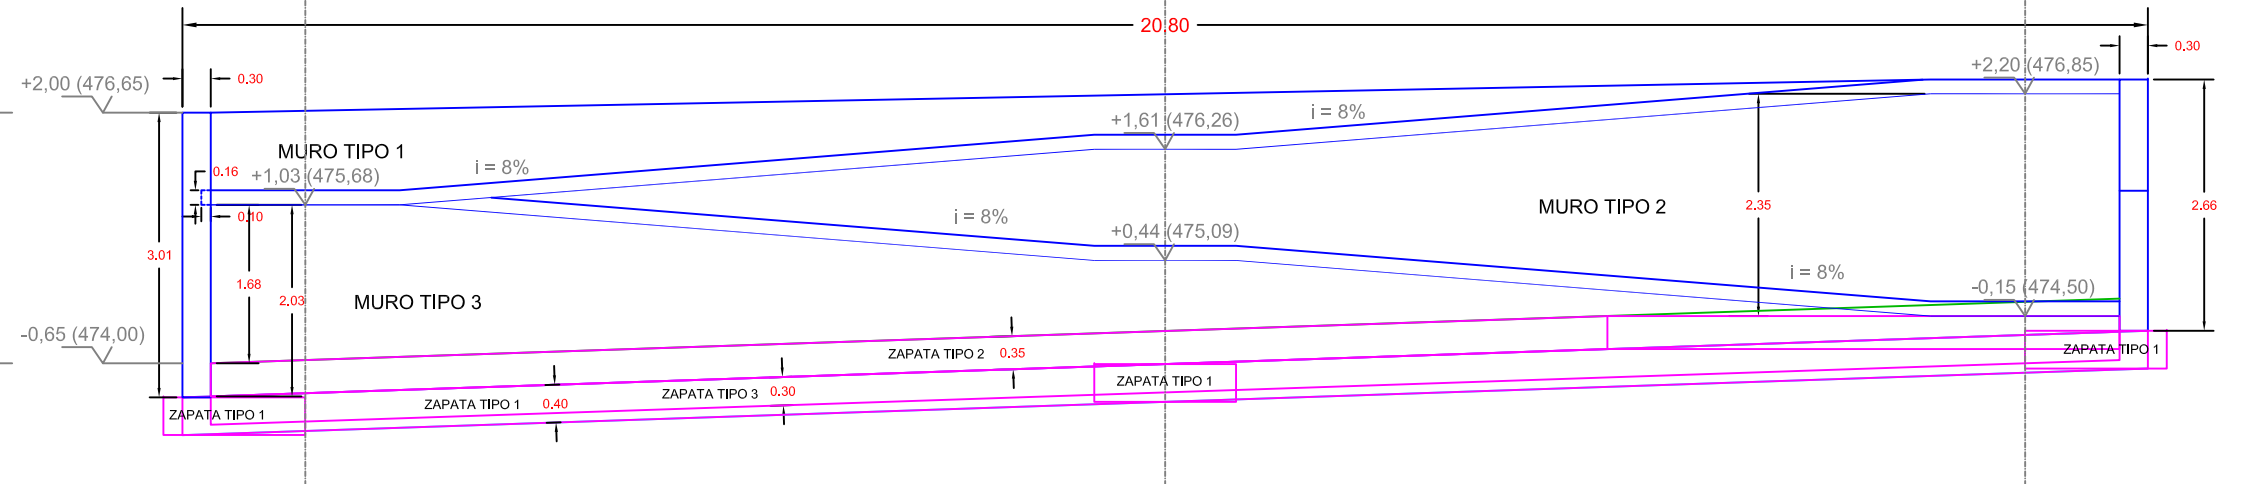 20.80
0.30
+2,20 (476,85)
+2,00 (476,65)
0.30
i = 8%
+1,61 (476,26)
MURO TIPO 1
i = 8%
0.16
+1,03 (475,68)
0.10
i = 8%
MURO TIPO 2
2.35
2.66
+0,44 (475,09)
3.01
i = 8%
1.68
2.03
MURO TIPO 3
-0,15 (474,50)
-0,65 (474,00)
ZAPATA TIPO 2
0.35
ZAPATA TIPO 1
ZAPATA TIPO 1
ZAPATA TIPO 3
0.30
ZAPATA TIPO 1
0.40
ZAPATA TIPO 1